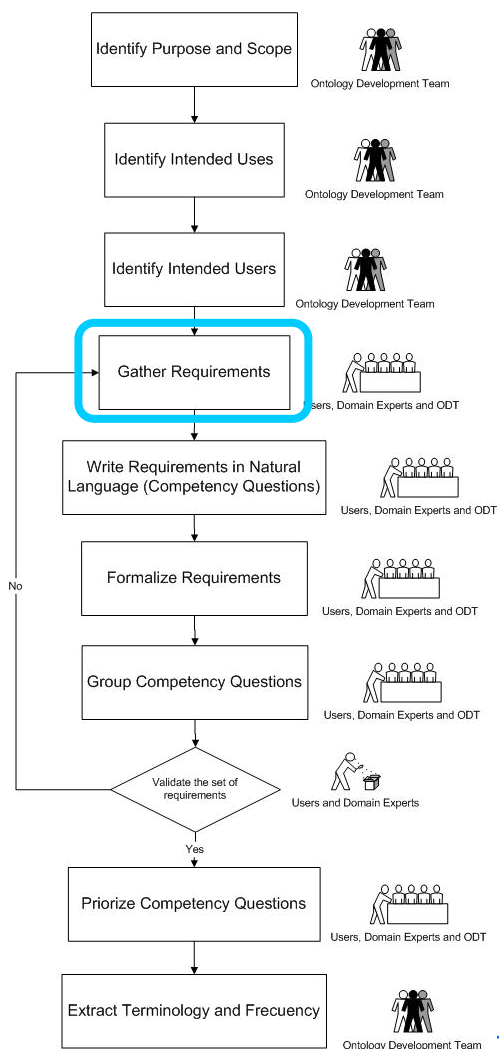 Identify Purpose and Scope
Ontology Development Team
Identify Intended Uses
Ontology Development Team
Identify Intended Users
Ontology Development Team
Gather Requirements
Users, Domain Experts and ODT
Write Requirements in Natural
Language (Competency Questions)
Users, Domain Experts and ODT
Formalize Requirements
No
Users, Domain Experts and ODT
Group Competency Questions
Users, Domain Experts and ODT
Validate the set of
requirements
Users and Domain Experts
Yes
Priorize Competency Questions
Users, Domain Experts and ODT
Extract Terminology and Frecuency
Ontology Development Team